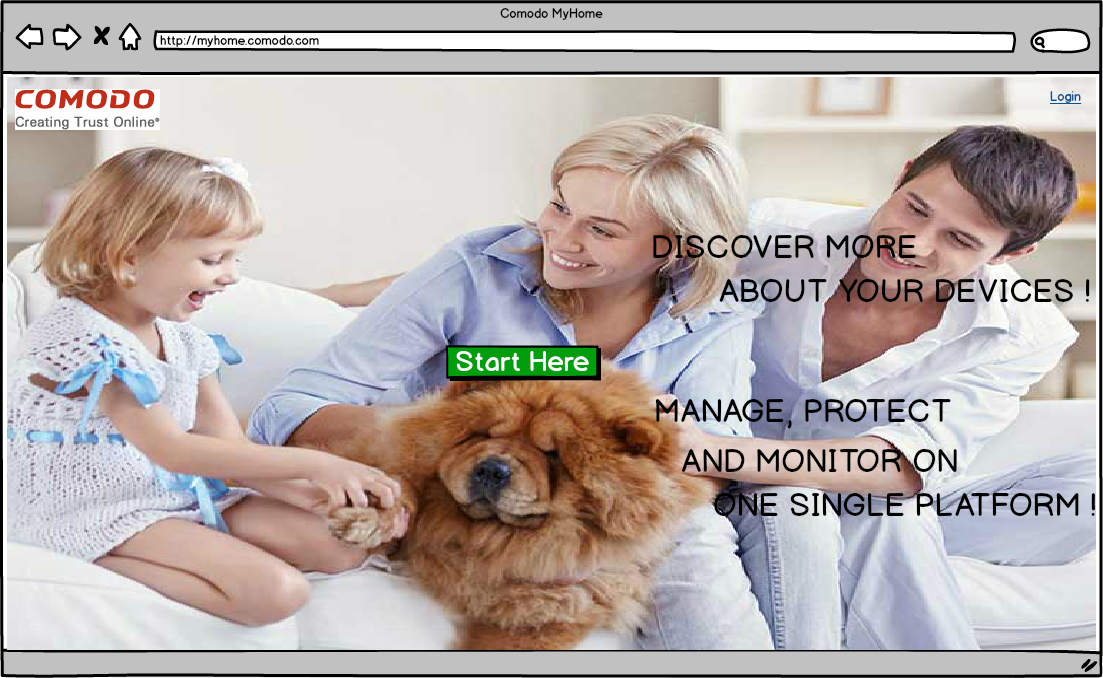 Comodo MyHome
http://myhome.comodo.com
COMODO
Creating Trust Online®
Login
DISCOVER MORE
ABOUT YOUR DEVICES !
Start Here
MANAGE, PROTECT
AND MONITOR ON
ONE SINGLE PLATFORM !